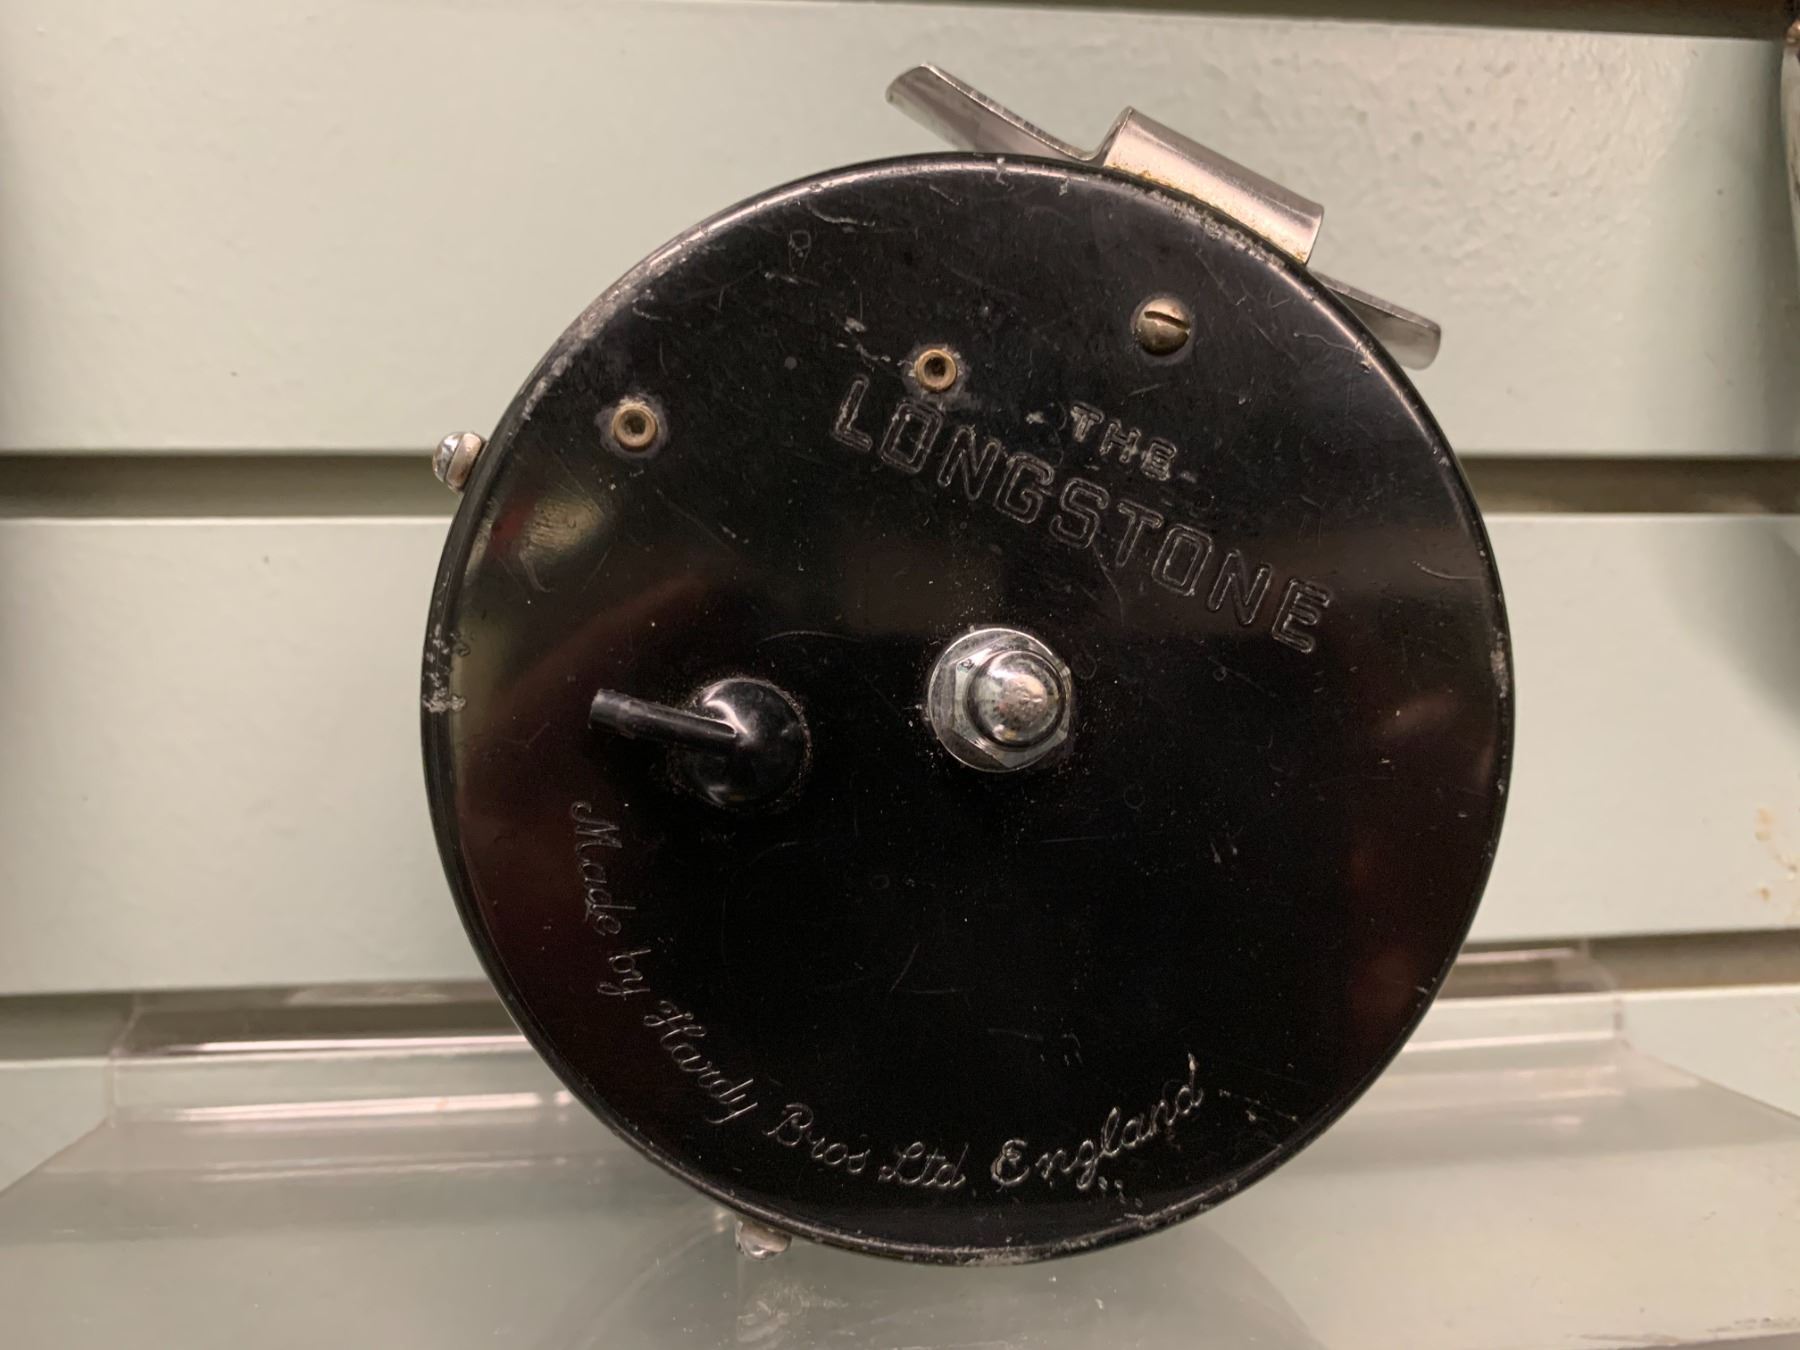 THE
LONGSTONE
Made by Hardy Bros Ltd England